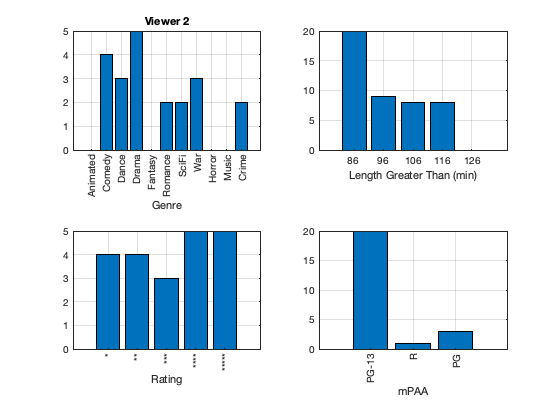 Viewer 2
5
4
3
2
1
0
Animated
Comedy
Dance
Drama
Fantasy
Romance
SciFi
War
Horror
Music
Crime
Genre
20
15
10
5
0
86 96 106 116 126
Length Greater Than (min)
5
4
3
2
1
0
*
**
***
****
*****
Rating
20
15
10
5
0
PG-13
R
PG
mPAA